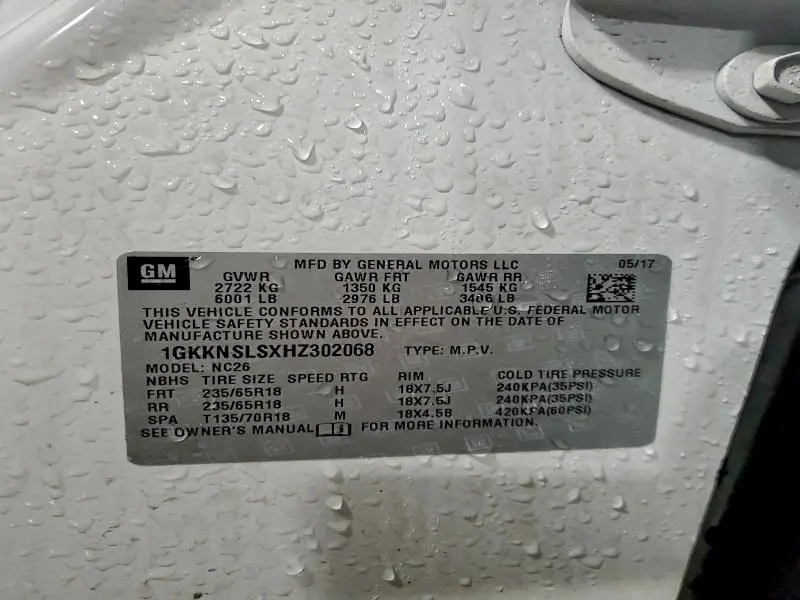 GM
MFD BY GENERAL MOTORS LLC 05/17
GVWR GAWR FRT GAWR RR
2722 KG 1350 KG 1545 KG
6001 LB 2976 LB 3406 LB
THIS VEHICLE CONFORMS TO ALL APPLICABLE U.S. FEDERAL MOTOR
VEHICLE SAFETY STANDARDS IN EFFECT ON THE DATE OF
MANUFACTURE SHOWN ABOVE.
1GKKNSLSXHZ302068 TYPE: M.P.V.
MODEL: NC26
NBHS TIRE SIZE SPEED RTG RIM COLD TIRE PRESSURE
FRT 235/65R18 H 18X7.5J 240KPA(35PSI)
RR 235/65R18 H 18X7.5J 240KPA(35PSI)
SPA T135/70R18 M 18X4.5B 420KPA(60PSI)
SEE OWNER'S MANUAL FOR MORE INFORMATION.